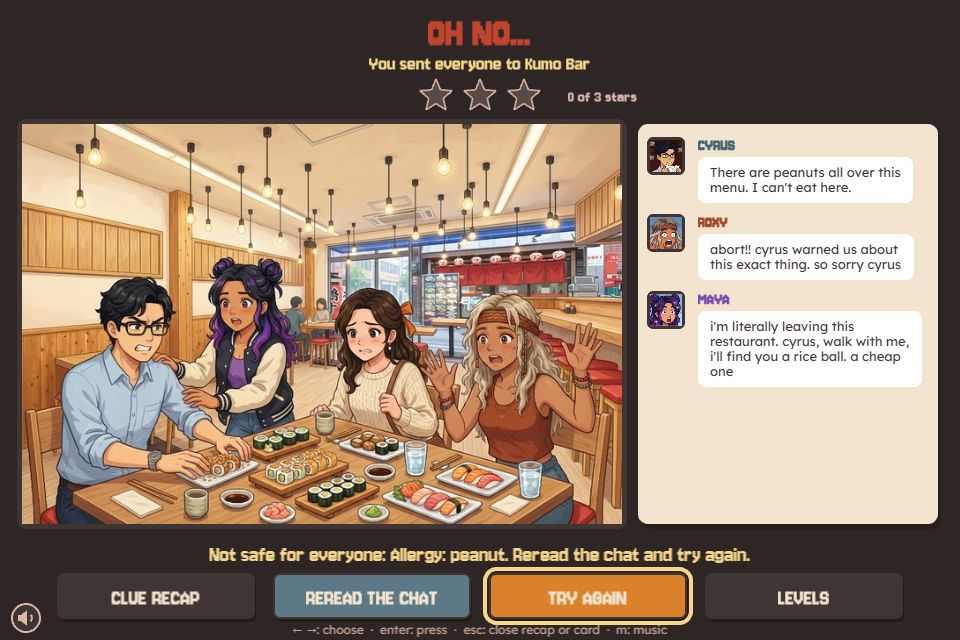 OH NO...
You sent everyone to Kumo Bar
0 of 3 stars
CYRUS
There are peanuts all over this
menu. I can't eat here.
ROXY
abort!! cyrus warned us about
this exact thing. so sorry cyrus
MAYA
i'm literally leaving this
restaurant. cyrus, walk with me,
i'll find you a rice ball. a cheap
one
Not safe for everyone: Allergy: peanut. Reread the chat and try again.
CLUE RECAP
REREAD THE CHAT
TRY AGAIN
LEVELS
← →: choose · enter: press · esc: close recap or card · m: music